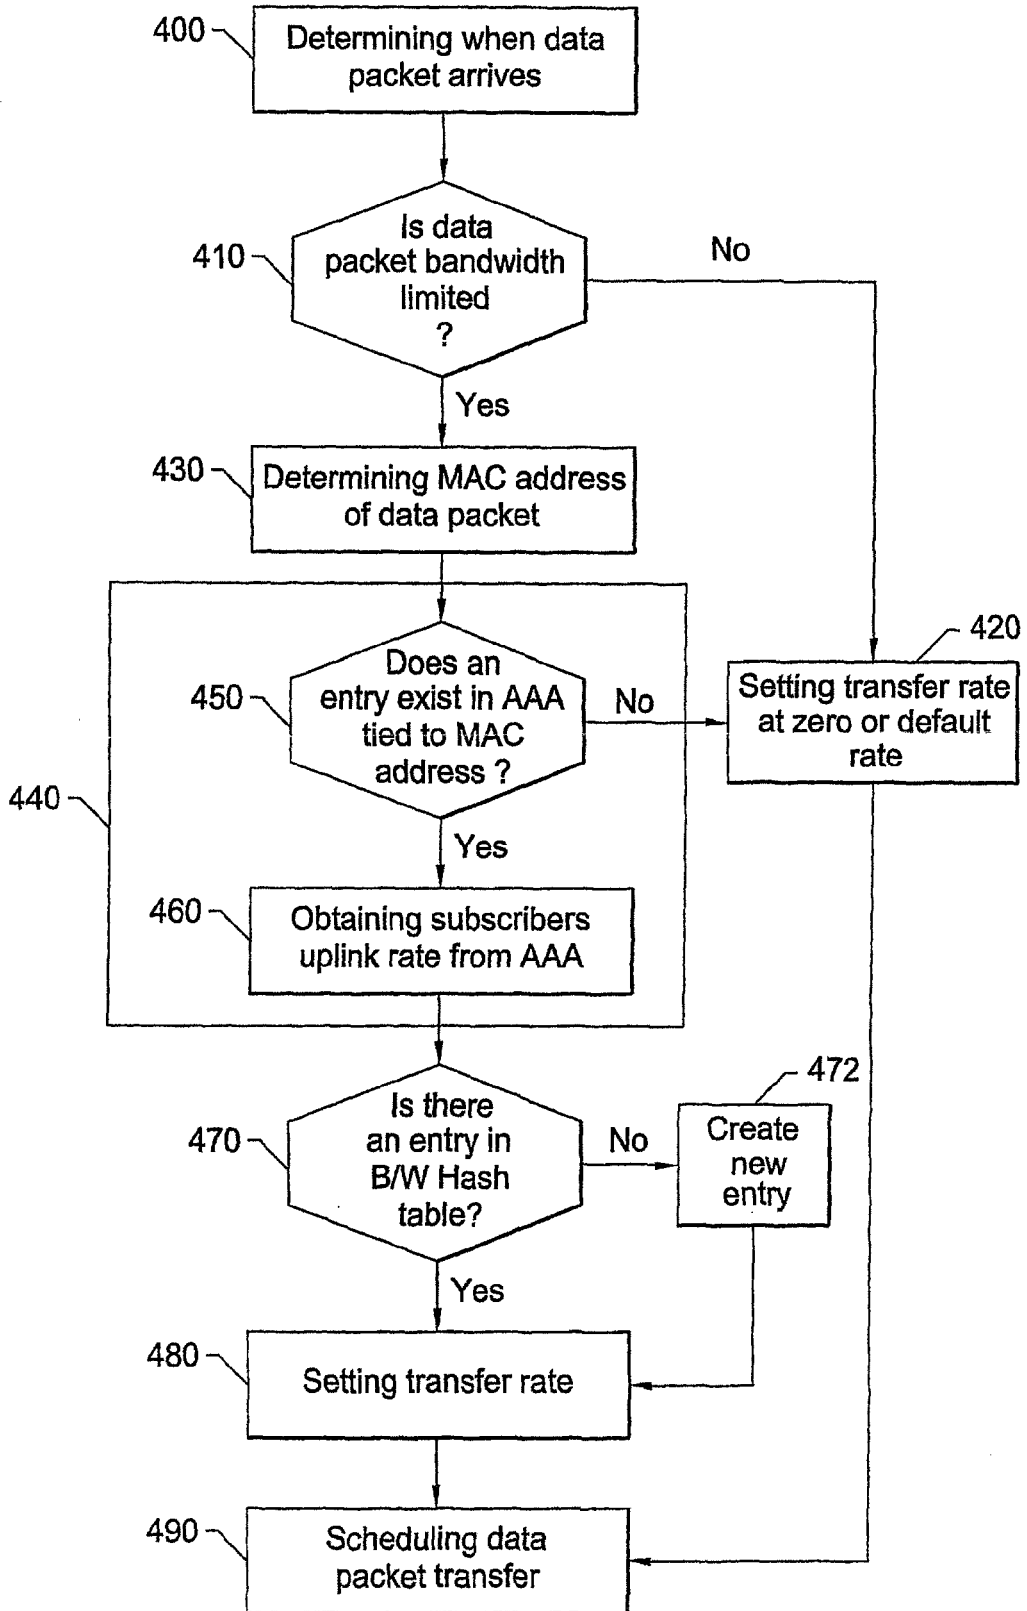 400
Determining when data
packet arrives
410
Is data
packet bandwidth
limited
?
No
Yes
430
Determining MAC address
of data packet
440
450
Does an
entry exist in AAA
tied to MAC
address ?
No
420
Setting transfer rate
at zero or default
rate
Yes
460
Obtaining subscribers
uplink rate from AAA
470
Is there
an entry in
B/W Hash
table?
No
472
Create
new
entry
Yes
480
Setting transfer rate
490
Scheduling data
packet transfer